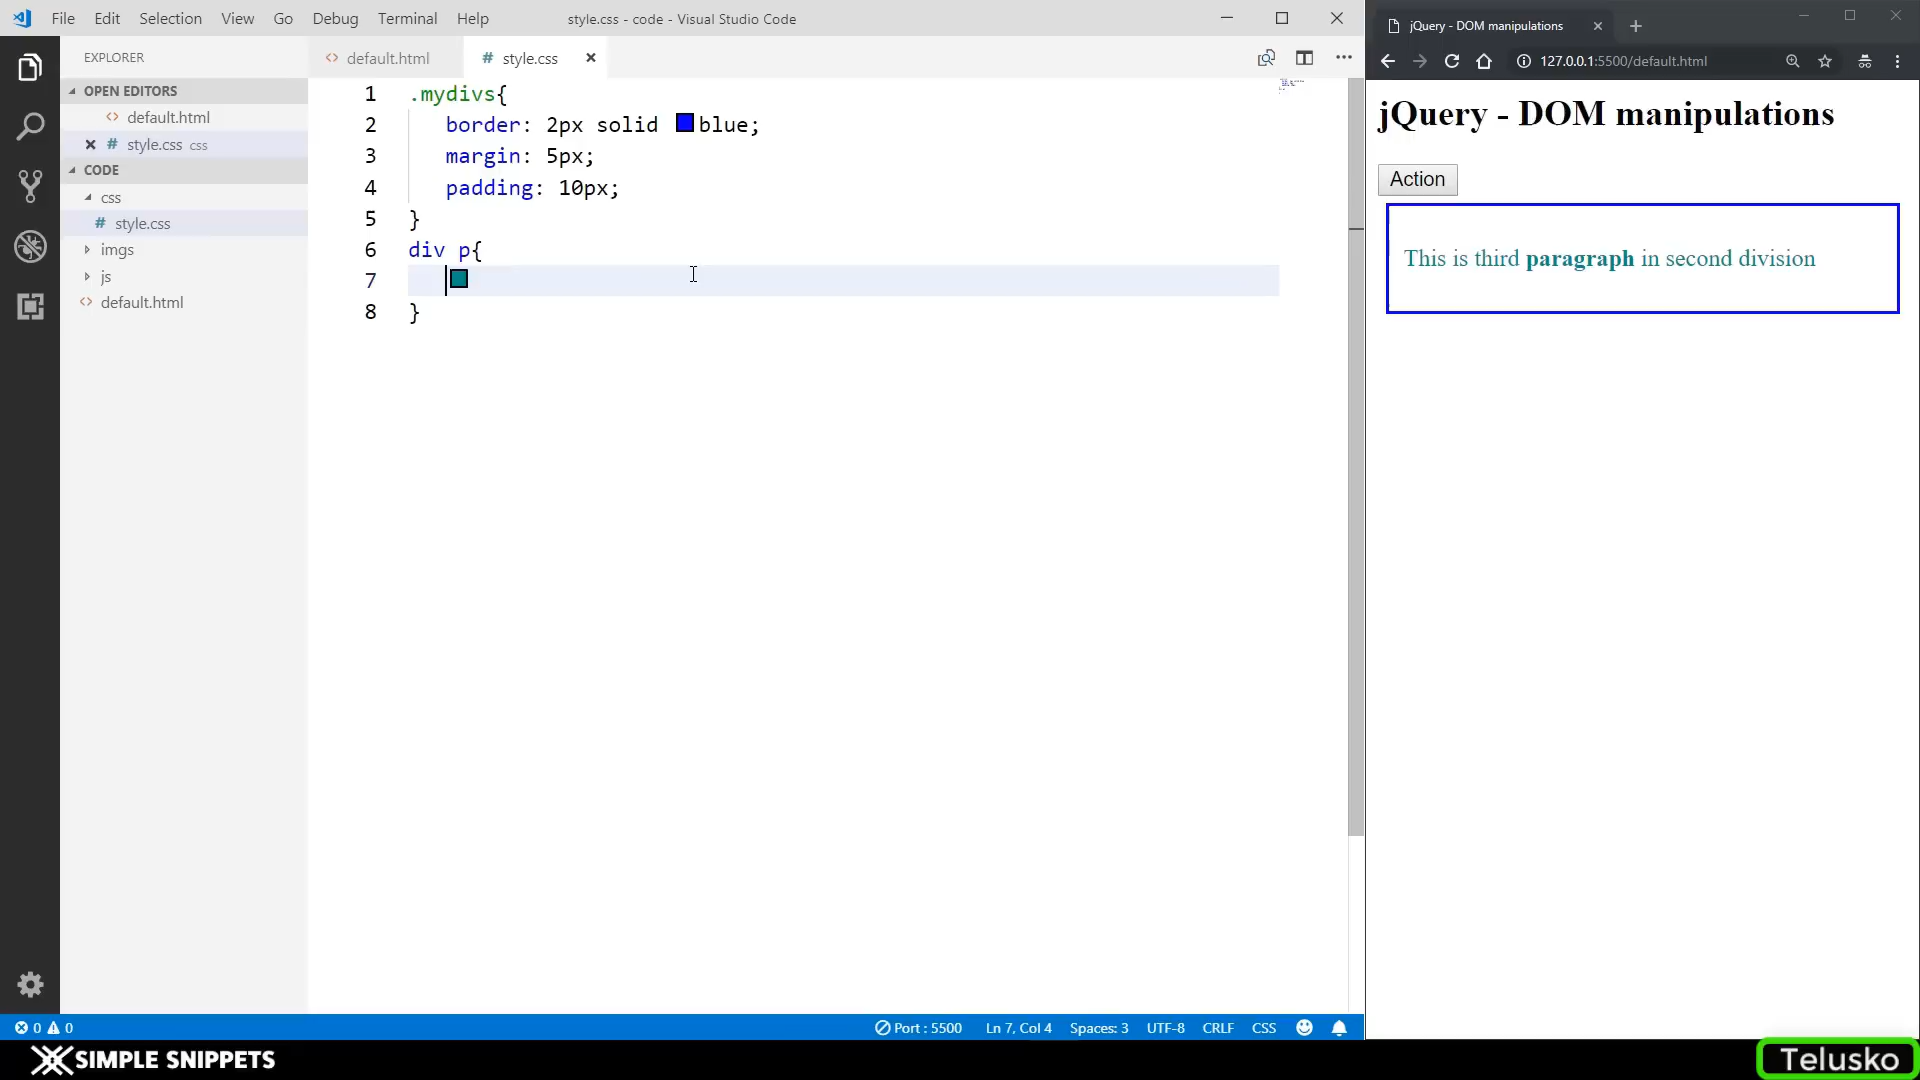 File Edit Selection View Go Debug Terminal Help
style.css - code - Visual Studio Code
EXPLORER
OPEN EDITORS
default.html
style.css css
CODE
css
style.css
imgs
js
default.html
default.html
# style.css
1 .mydivs{
2 border: 2px solid blue;
3 margin: 5px;
4 padding: 10px;
5 }
6 div p{
7
8 }
0 0
Port : 5500
Ln 7, Col 4
Spaces: 3
UTF-8
CRLF
CSS
jQuery - DOM manipulations
127.0.0.1:5500/default.html
jQuery - DOM manipulations
Action
This is third paragraph in second division
SIMPLE SNIPPETS
Telusko